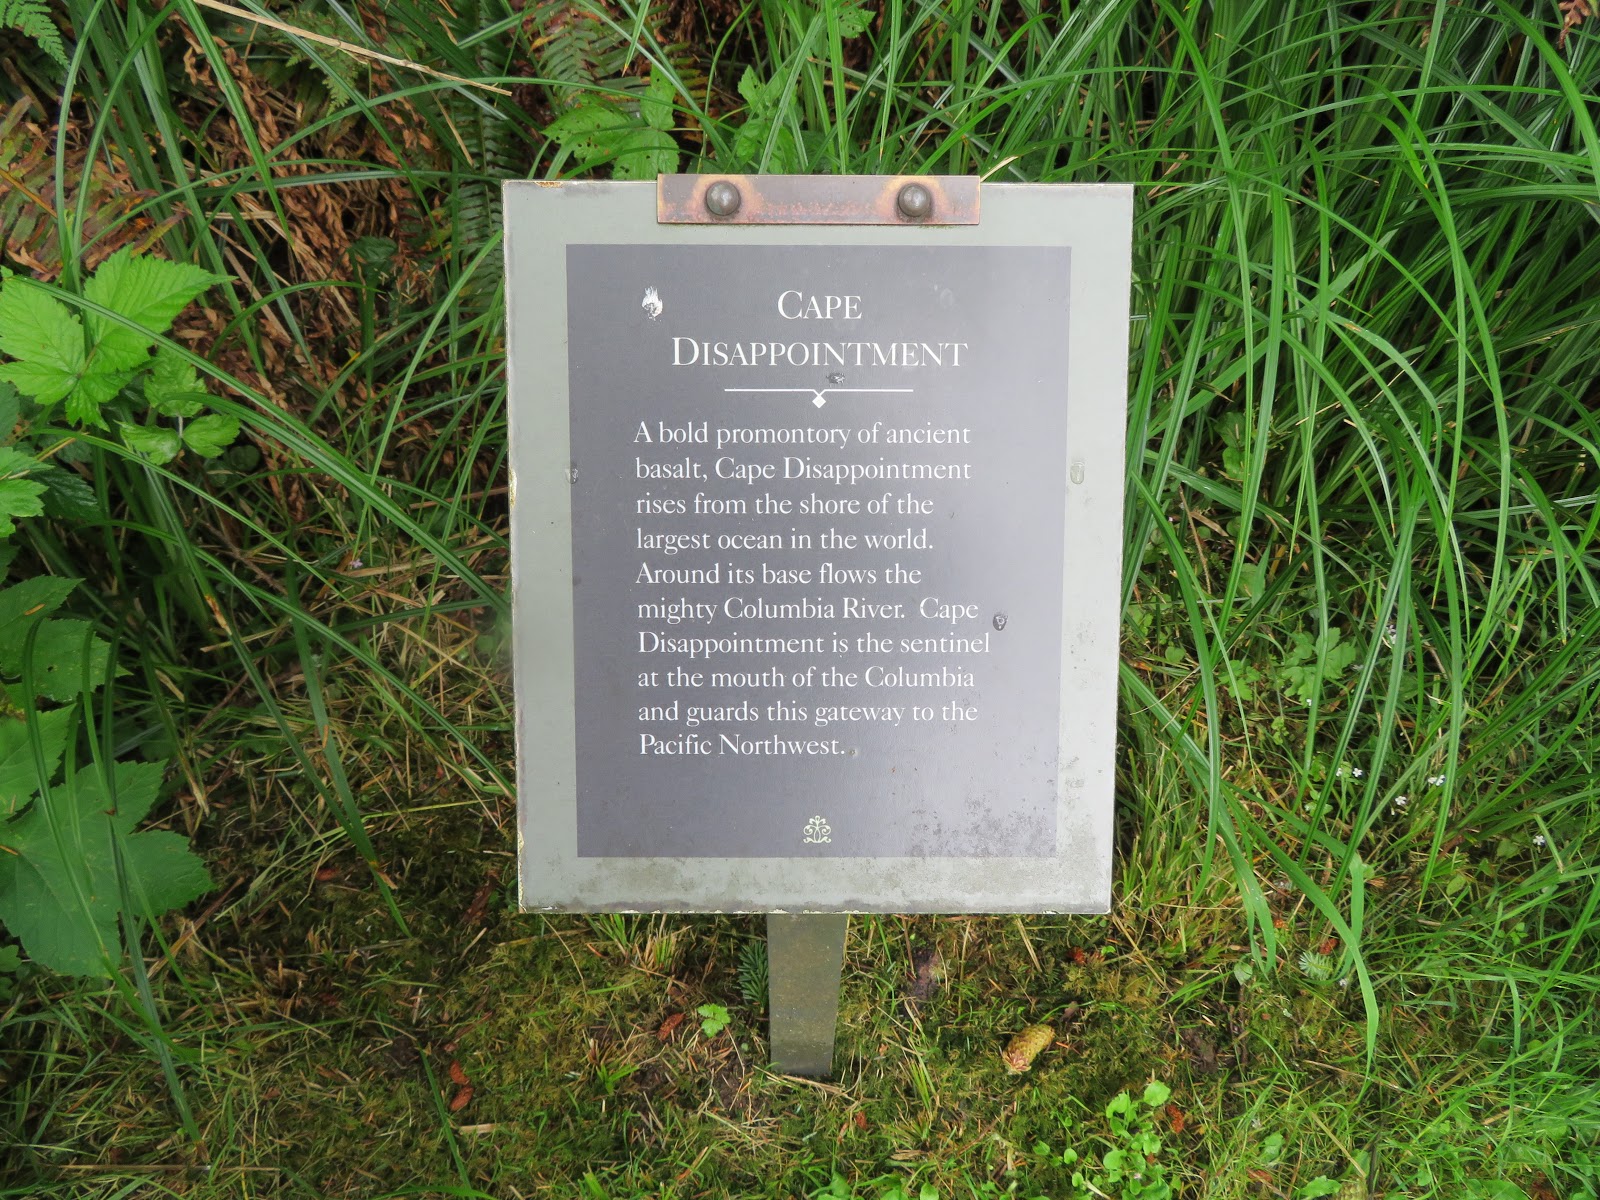 CAPE
DISAPPOINTMENT
A bold promontory of ancient
basalt, Cape Disappointment
rises from the shore of the
largest ocean in the world.
Around its base flows the
mighty Columbia River.  Cape
Disappointment is the sentinel
at the mouth of the Columbia
and guards this gateway to the
Pacific Northwest.